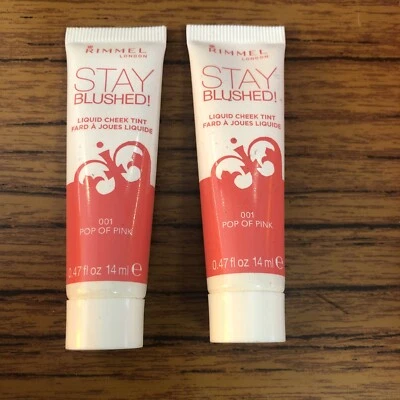 RIMMEL
LONDON
STAY
BLUSHED!
LIQUID CHEEK TINT
FARD À JOUES LIQUIDE
001
POP OF PINK
0.47 fl oz 14 ml e
RIMMEL
LONDON
STAY
BLUSHED!
LIQUID CHEEK TINT
FARD À JOUES LIQUIDE
001
POP OF PINK
0.47 fl oz 14 ml e